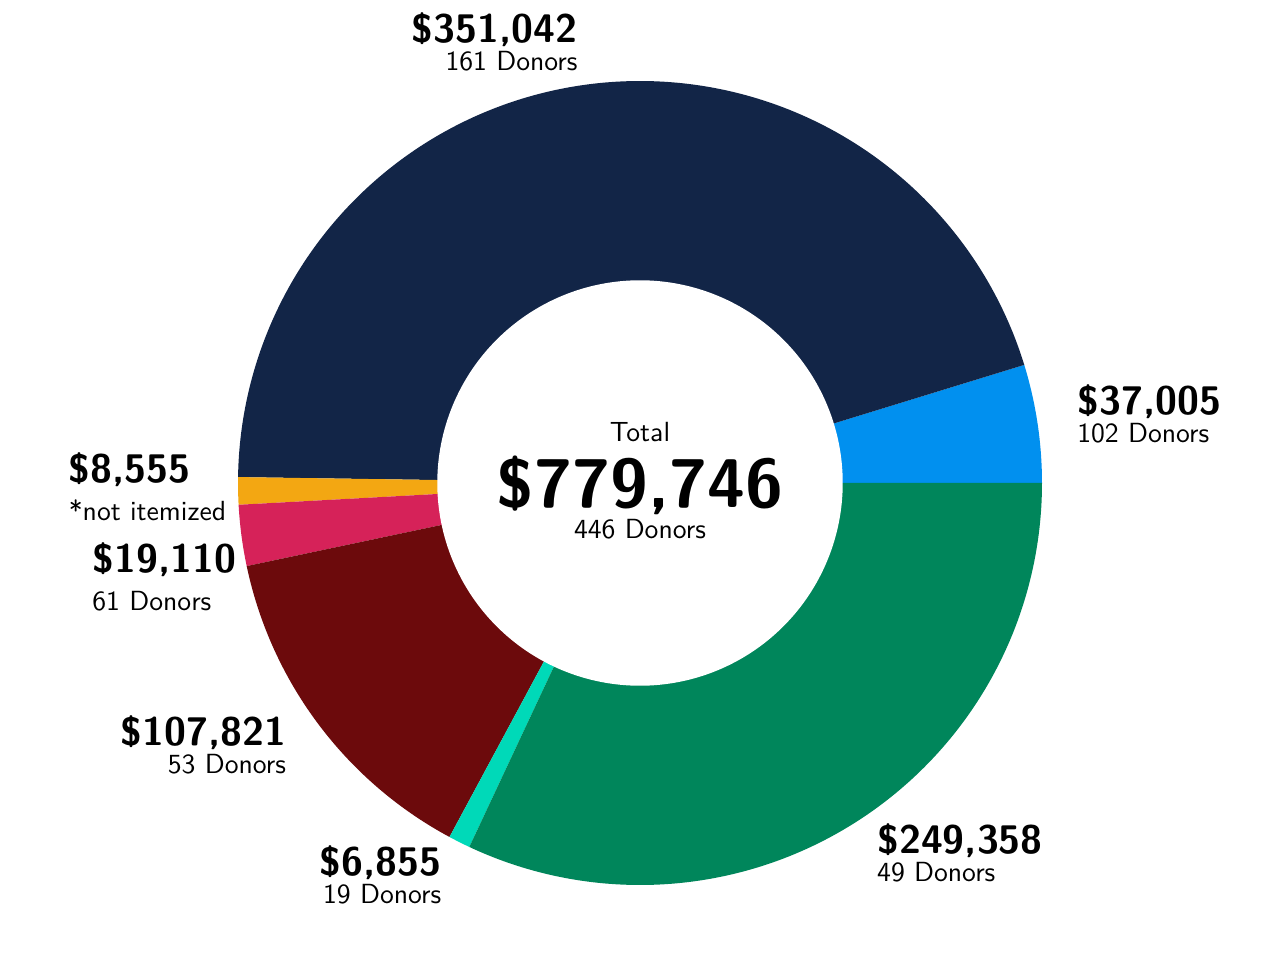 $351,042
161 Donors
$37,005
102 Donors
Total
$779,746
446 Donors
$8,555
*not itemized
$19,110
61 Donors
$107,821
53 Donors
$249,358
49 Donors
$6,855
19 Donors